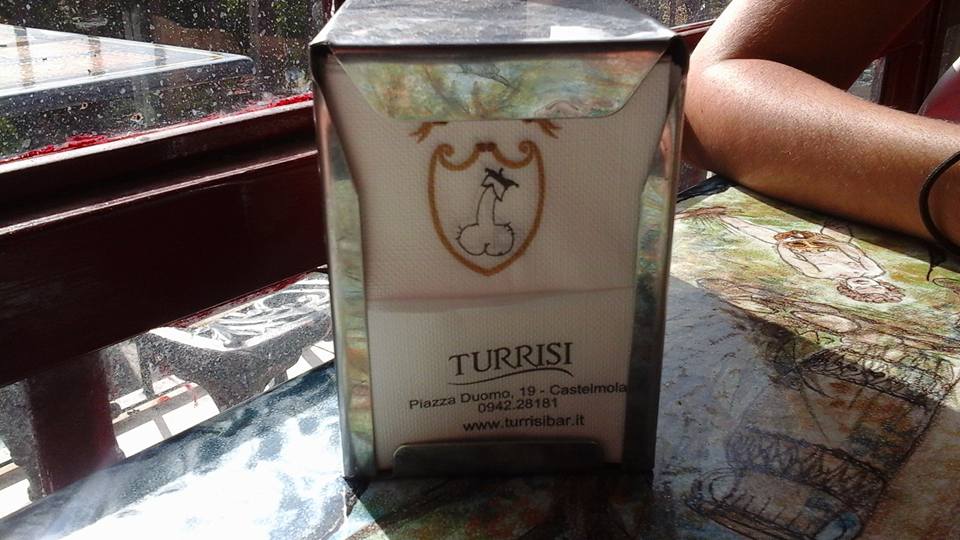 TURRISI
Piazza Duomo, 19 - Castelmola
0942.28181
www.turrisibar.it